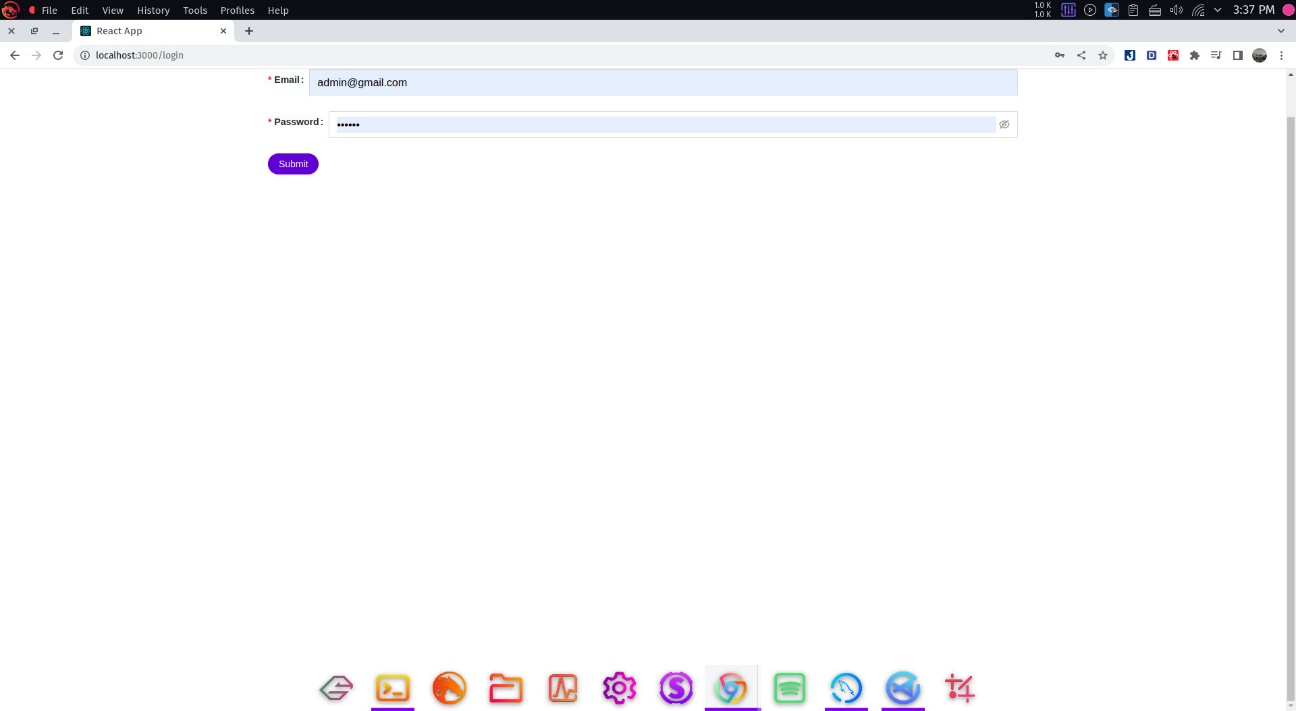 File Edit View History Tools Profiles Help
1.0 K
1.0 K
3:37 PM
React App
localhost:3000/login
* Email :
admin@gmail.com
* Password :
••••••
Submit